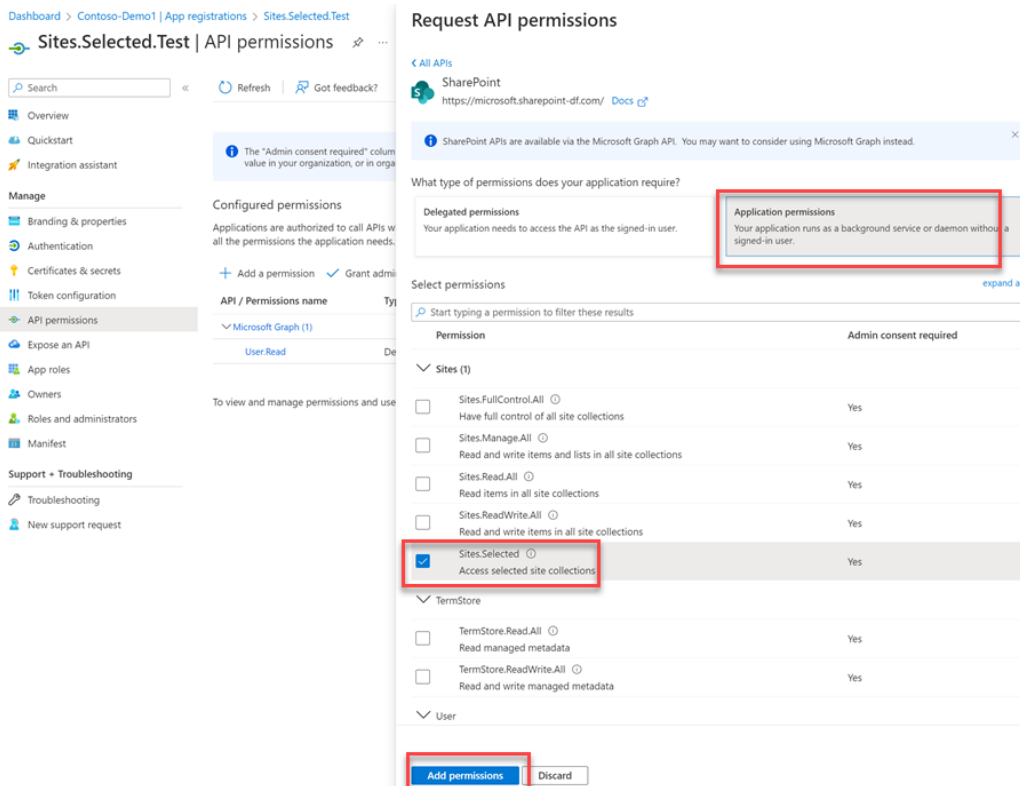 Dashboard > Contoso-Demo1 | App registrations > Sites.Selected.Test
Sites.Selected.Test | API permissions
Search
Refresh
Got feedback?
Overview
Quickstart
Integration assistant
Manage
Branding & properties
Authentication
Certificates & secrets
Token configuration
API permissions
Expose an API
App roles
Owners
Roles and administrators
Manifest
Support + Troubleshooting
Troubleshooting
New support request
The "Admin consent required" colum
value in your organization, or in orga
Configured permissions
Applications are authorized to call APIs w
all the permissions the application needs.
Add a permission
Grant admi
API / Permissions name
Ty
Microsoft Graph (1)
User.Read
De
To view and manage permissions and use
Request API permissions
All APIs
SharePoint
https://microsoft.sharepoint-df.com/ Docs
SharePoint APIs are available via the Microsoft Graph API. You may want to consider using Microsoft Graph instead.
What type of permissions does your application require?
Delegated permissions
Your application needs to access the API as the signed-in user.
Application permissions
Your application runs as a background service or daemon without a
signed-in user.
Select permissions
expand a
Start typing a permission to filter these results
Permission
Admin consent required
Sites (1)
Sites.FullControl.All
Have full control of all site collections
Yes
Sites.Manage.All
Read and write items and lists in all site collections
Yes
Sites.Read.All
Read items in all site collections
Yes
Sites.ReadWrite.All
Read and write items in all site collections
Yes
Sites.Selected
Access selected site collections
Yes
TermStore
TermStore.Read.All
Read managed metadata
Yes
TermStore.ReadWrite.All
Read and write managed metadata
Yes
User
Add permissions
Discard